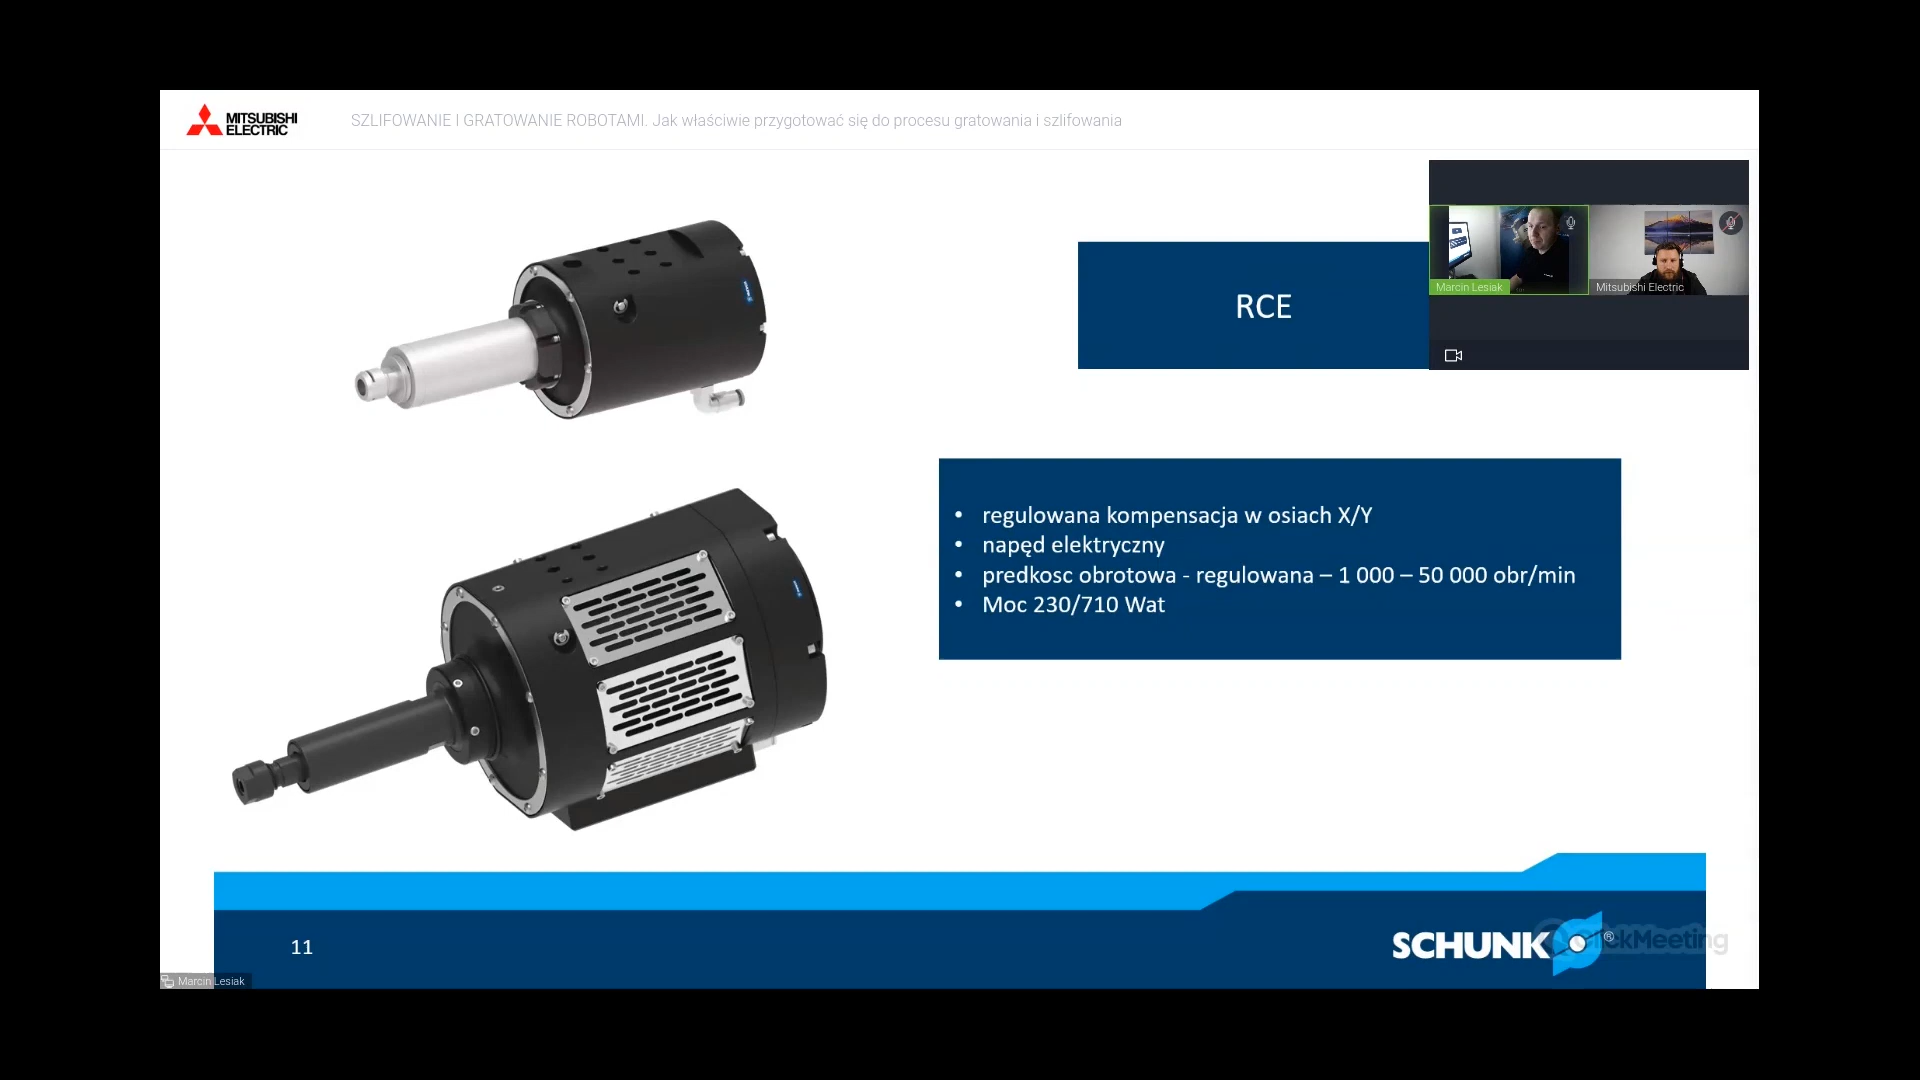 MITSUBISHI
ELECTRIC
SZLIFOWANIE I GRATOWANIE ROBOTAMI. Jak właściwie przygotować się do procesu gratowania i szlifowania
RCE
Marcin Lesiak
Mitsubishi Electric
• regulowana kompensacja w osiach X/Y
• napęd elektryczny
• predkosc obrotowa - regulowana – 1 000 – 50 000 obr/min
• Moc 230/710 Wat
11
SCHUNK ®
ClickMeeting
Marcin Lesiak